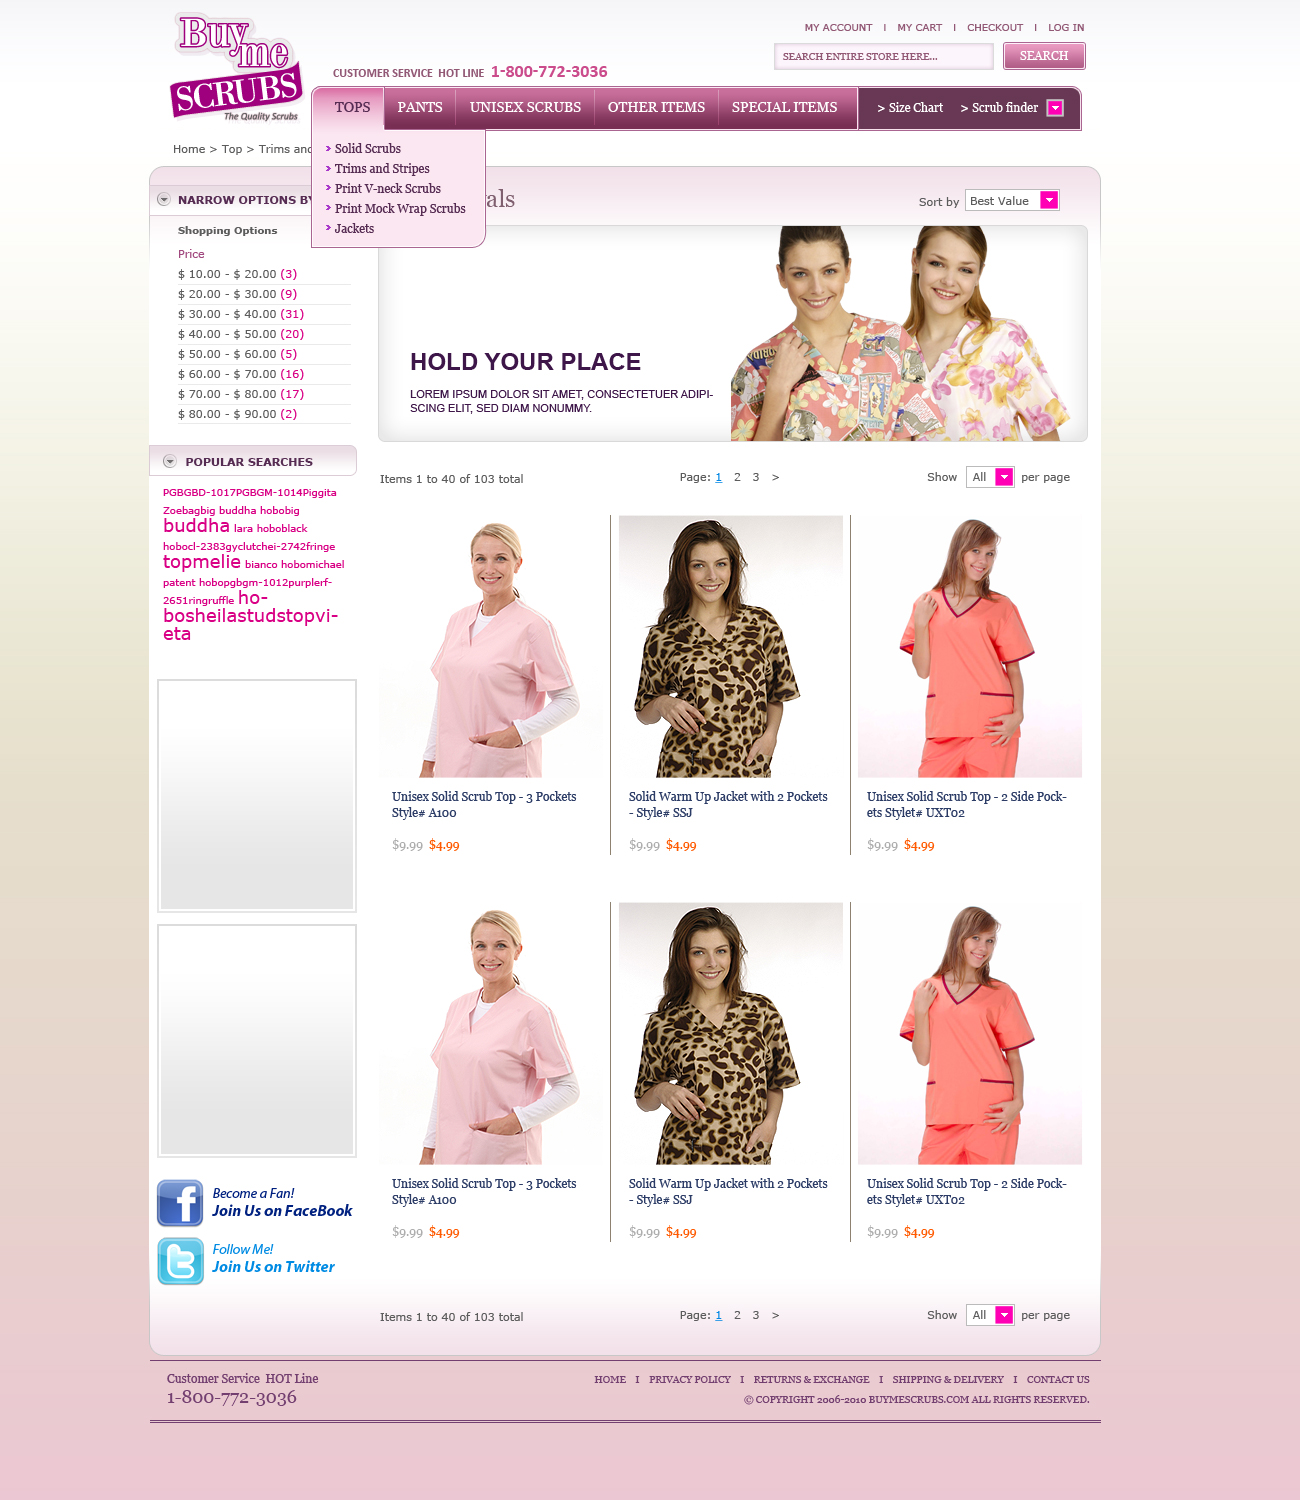 Buy me
SCRUBS
The Quality Scrubs
MY ACCOUNT | MY CART | CHECKOUT | LOG IN
SEARCH ENTIRE STORE HERE...
SEARCH
CUSTOMER SERVICE HOT LINE 1-800-772-3036
TOPS PANTS UNISEX SCRUBS OTHER ITEMS SPECIAL ITEMS > Size Chart > Scrub finder
Home > Top > Trims and
Solid Scrubs
Trims and Stripes
Print V-neck Scrubs
Print Mock Wrap Scrubs
Jackets
NARROW OPTIONS BY
Shopping Options
Price
$ 10.00 - $ 20.00 (3)
$ 20.00 - $ 30.00 (9)
$ 30.00 - $ 40.00 (31)
$ 40.00 - $ 50.00 (20)
$ 50.00 - $ 60.00 (5)
$ 60.00 - $ 70.00 (16)
$ 70.00 - $ 80.00 (17)
$ 80.00 - $ 90.00 (2)
POPULAR SEARCHES
PGBGBD-1017PGBGM-1014Piggita
Zoebagbig buddha hobobig
buddha lara hoboblack
hobocl-2383gyclutchei-2742fringe
topmelie bianco hobomichael
patent hobopgbgm-1012purplerf-
2651ringruffle ho-
bosheilastudstopvi-
eta
Become a Fan!
Join Us on FaceBook
Follow Me!
Join Us on Twitter
als
Sort by Best Value
HOLD YOUR PLACE
LOREM IPSUM DOLOR SIT AMET, CONSECTETUER ADIPI-
SCING ELIT, SED DIAM NONUMMY.
Items 1 to 40 of 103 total Page: 1 2 3 > Show All per page
Unisex Solid Scrub Top - 3 Pockets
Style# A100
$9.99 $4.99
Solid Warm Up Jacket with 2 Pockets
- Style# SSJ
$9.99 $4.99
Unisex Solid Scrub Top - 2 Side Pock-
ets Stylet# UXT02
$9.99 $4.99
Unisex Solid Scrub Top - 3 Pockets
Style# A100
$9.99 $4.99
Solid Warm Up Jacket with 2 Pockets
- Style# SSJ
$9.99 $4.99
Unisex Solid Scrub Top - 2 Side Pock-
ets Stylet# UXT02
$9.99 $4.99
Items 1 to 40 of 103 total Page: 1 2 3 > Show All per page
Customer Service HOT Line
1-800-772-3036
HOME I PRIVACY POLICY I RETURNS & EXCHANGE I SHIPPING & DELIVERY I CONTACT US
© COPYRIGHT 2006-2010 BUYMESCRUBS.COM ALL RIGHTS RESERVED.